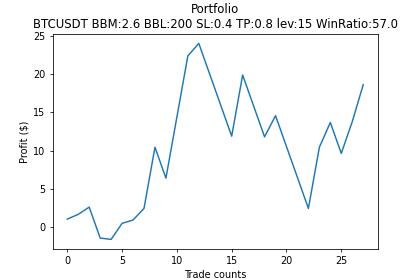 Portfolio
BTCUSDT BBM:2.6 BBL:200 SL:0.4 TP:0.8 lev:15 WinRatio:57.0
25
20
15
10
5
0
Profit ($)
0 5 10 15 20 25
Trade counts